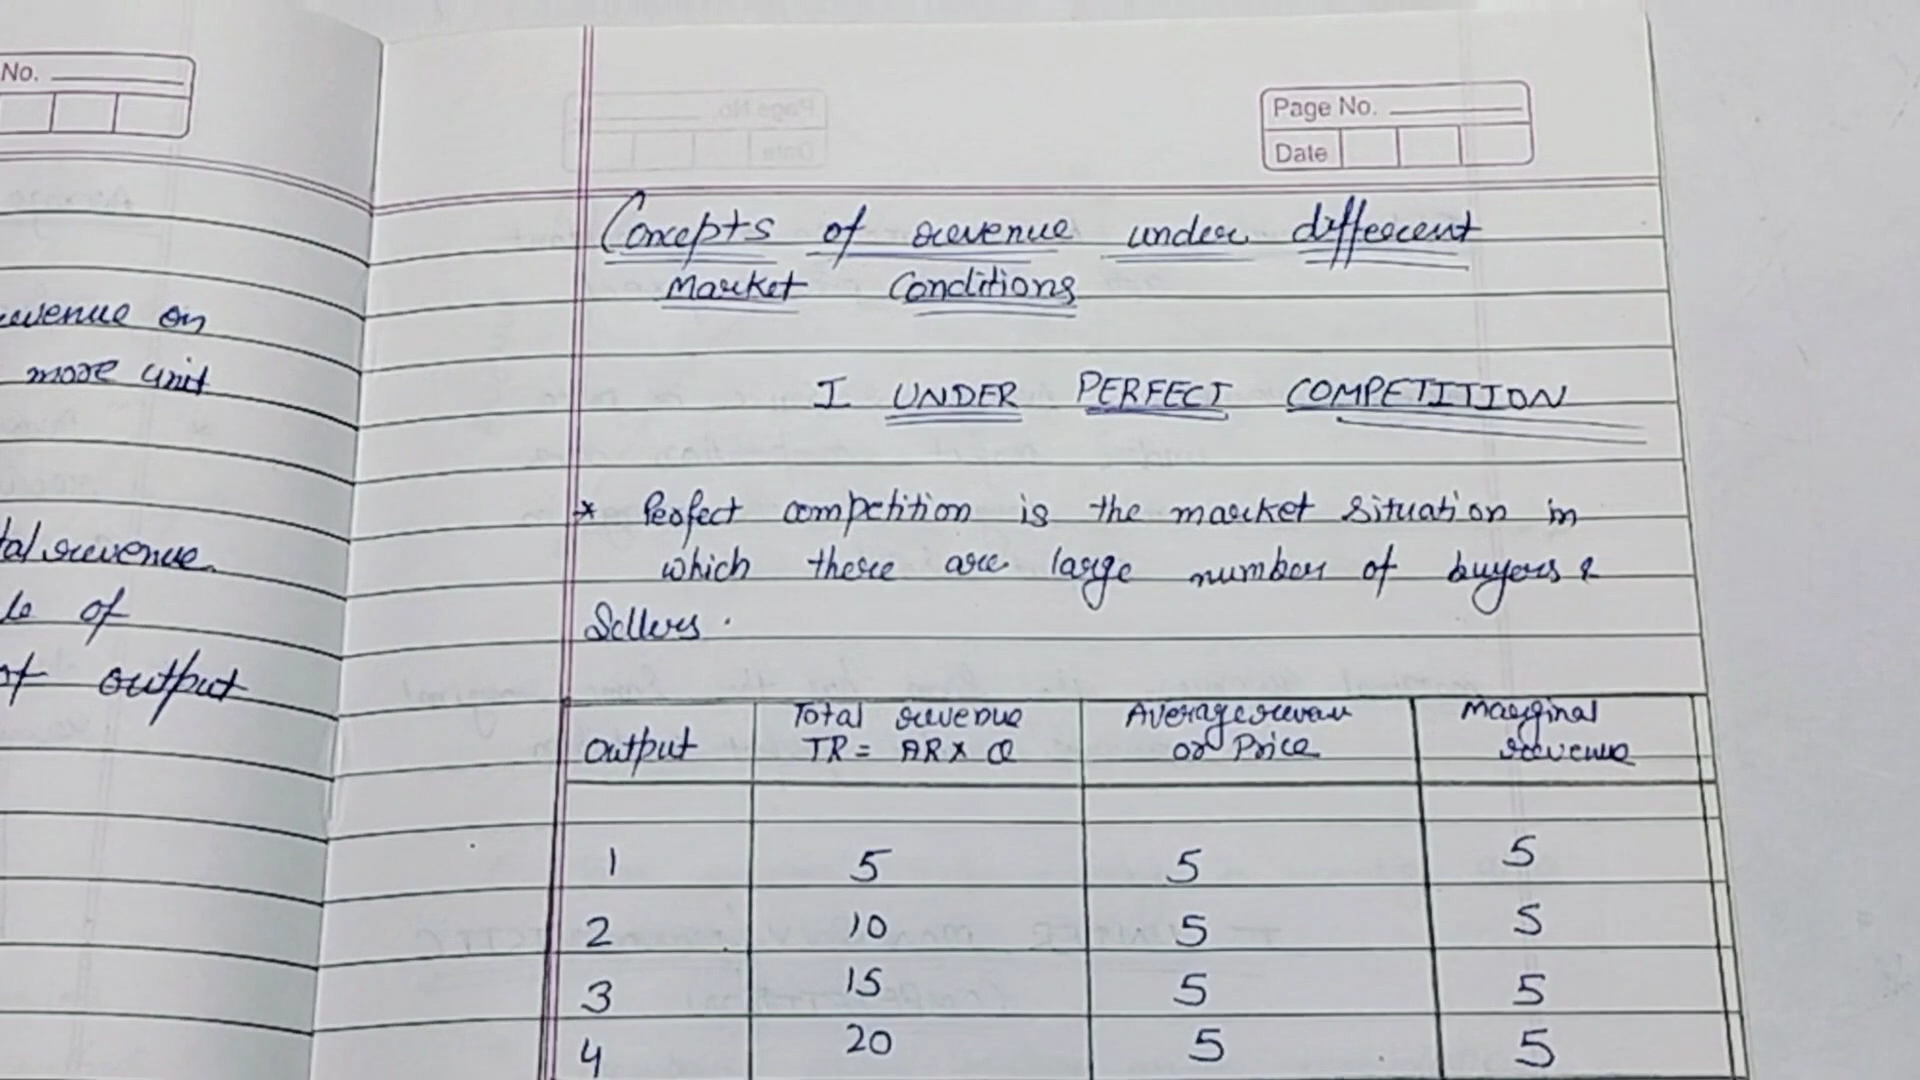 No.
evenue on
more unit
tal revenue.
le of
of output
Page No.
Date
Concepts of revenue under different
Market Conditions
I UNDER PERFECT COMPETITION
* Perfect competition is the market situation in
which there are large number of buyers &
Sellers.
Output | Total revenue TR = AR X Q | Average revenue or Price | Marginal revenue
1 5 5 5
2 10 5 5
3 15 5 5
4 20 5 5